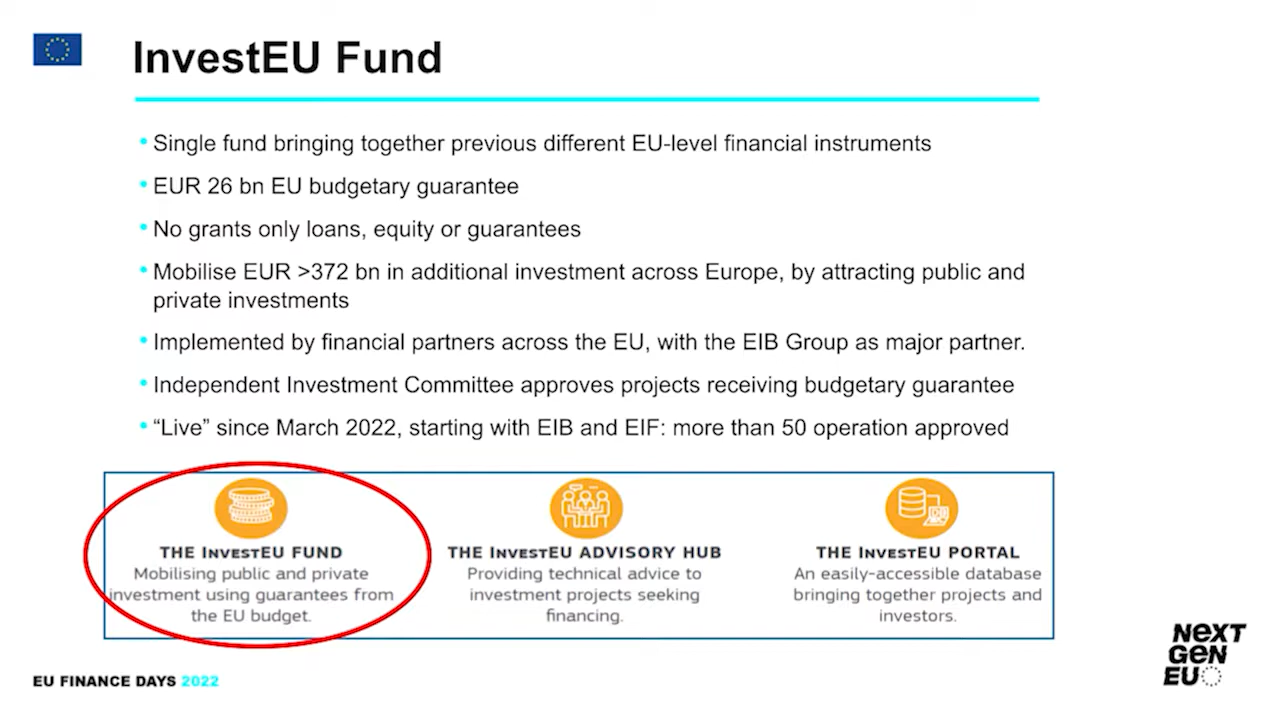 InvestEU Fund
• Single fund bringing together previous different EU-level financial instruments
• EUR 26 bn EU budgetary guarantee
• No grants only loans, equity or guarantees
• Mobilise EUR >372 bn in additional investment across Europe, by attracting public and
private investments
• Implemented by financial partners across the EU, with the EIB Group as major partner.
• Independent Investment Committee approves projects receiving budgetary guarantee
• “Live” since March 2022, starting with EIB and EIF: more than 50 operation approved
THE INVESTEU FUND
Mobilising public and private
investment using guarantees from
the EU budget.
THE INVESTEU ADVISORY HUB
Providing technical advice to
investment projects seeking
financing.
THE INVESTEU PORTAL
An easily-accessible database
bringing together projects and
investors.
EU FINANCE DAYS 2022
NEXT
GEN
EU